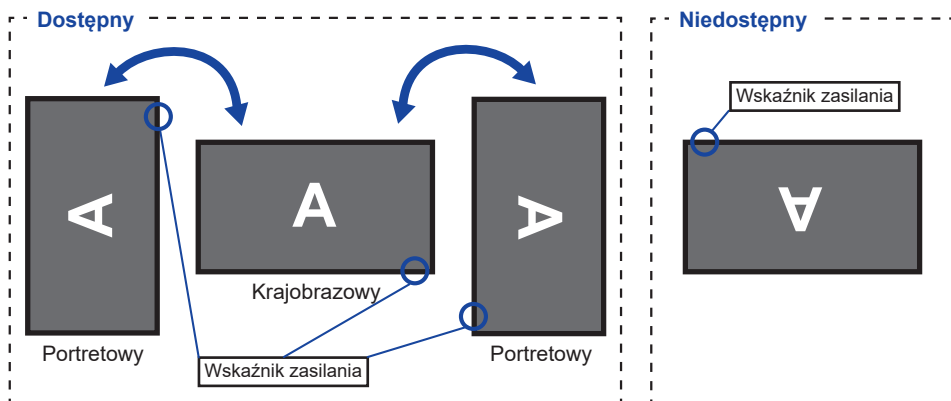 Dostępny
Niedostępny
Wskaźnik zasilania
A
A
A
A
Krajobrazowy
Portretowy
Wskaźnik zasilania
Portretowy